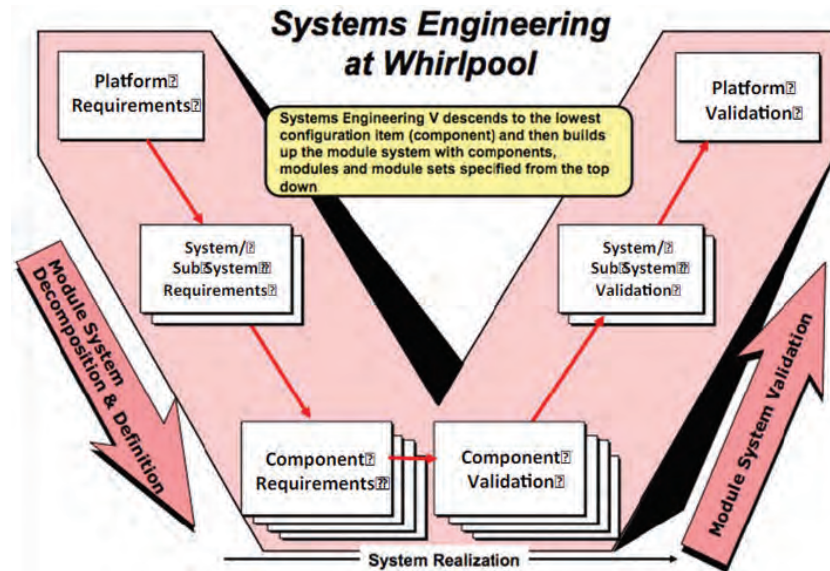 Systems Engineering
at Whirlpool
Platform
Requirements
Platform
Validation
Systems Engineering V descends to the lowest
configuration item (component) and then builds
up the module system with components,
modules and module sets specified from the top
down
System/
Sub System
Requirements
System/
Sub System
Validation
Module System
Decomposition & Definition
Module System Validation
Component
Requirements
Component
Validation
System Realization